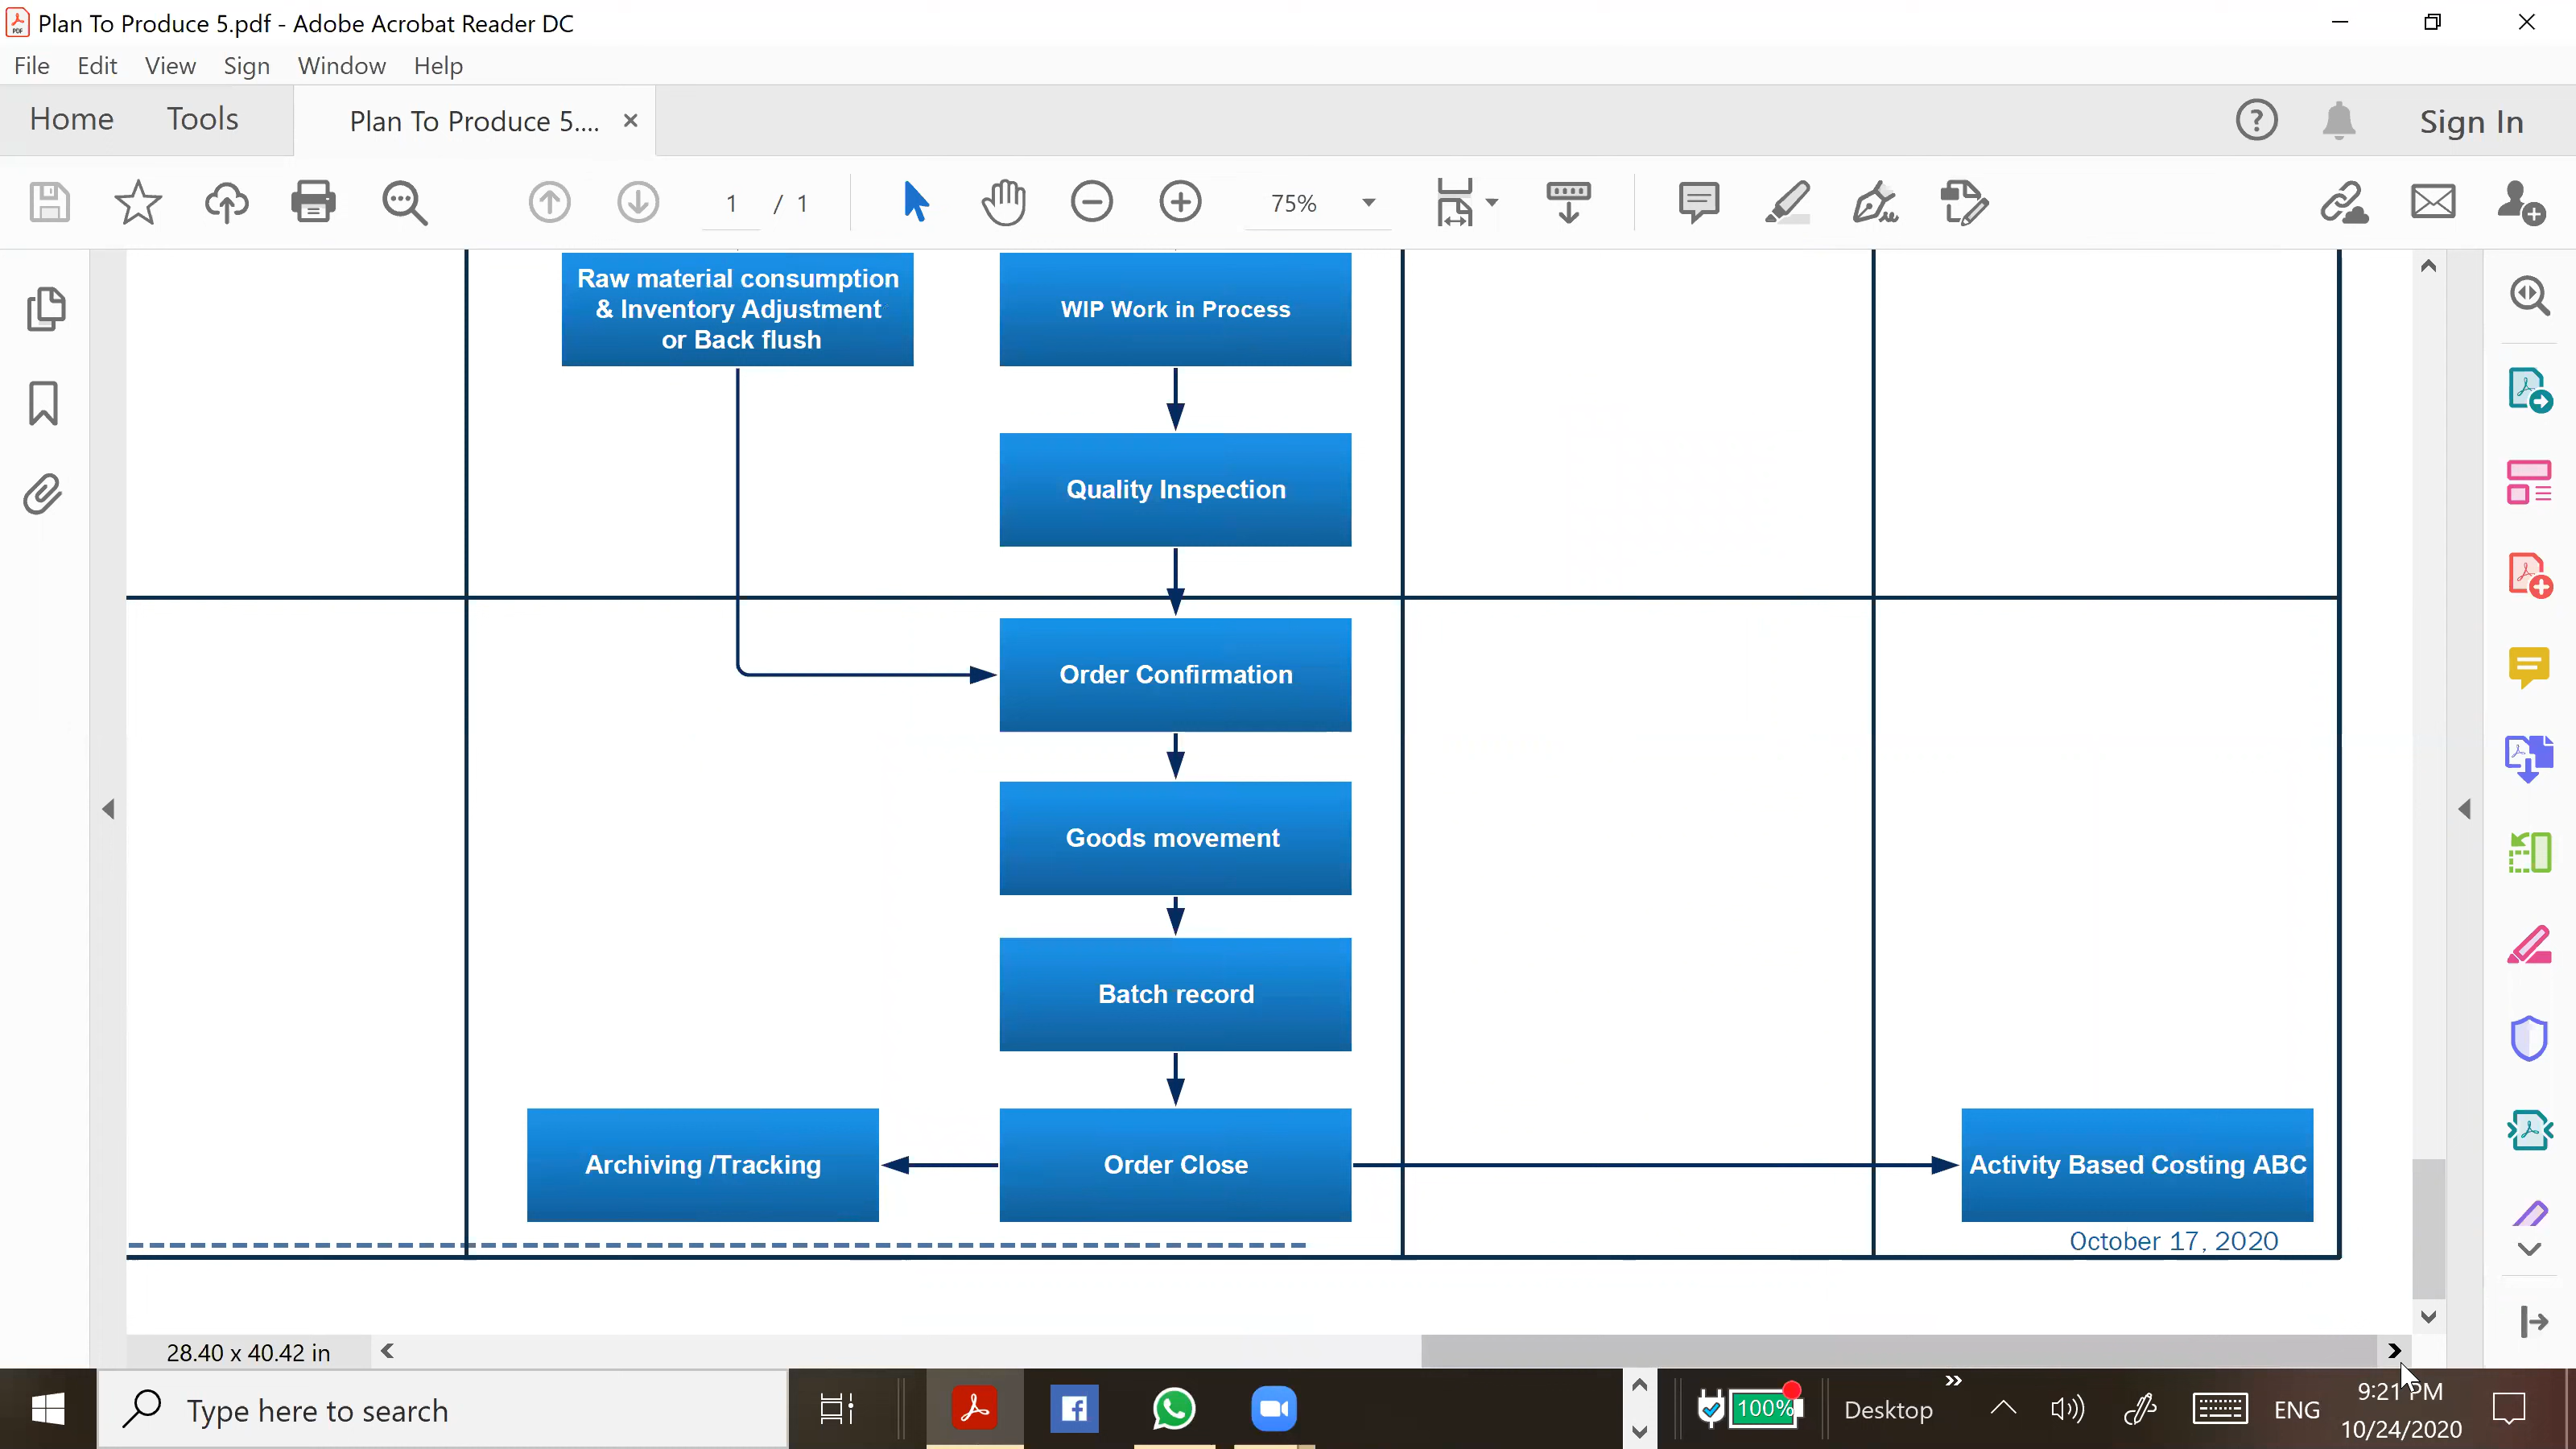 Plan To Produce 5.pdf - Adobe Acrobat Reader DC
File Edit View Sign Window Help
Home Tools Plan To Produce 5.... × Sign In
1 / 1 75%
Raw material consumption
& Inventory Adjustment
or Back flush
WIP Work in Process
Quality Inspection
Order Confirmation
Goods movement
Batch record
Archiving /Tracking
Order Close
Activity Based Costing ABC
October 17, 2020
28.40 x 40.42 in
Type here to search
100%
Desktop
ENG
9:21 PM
10/24/2020